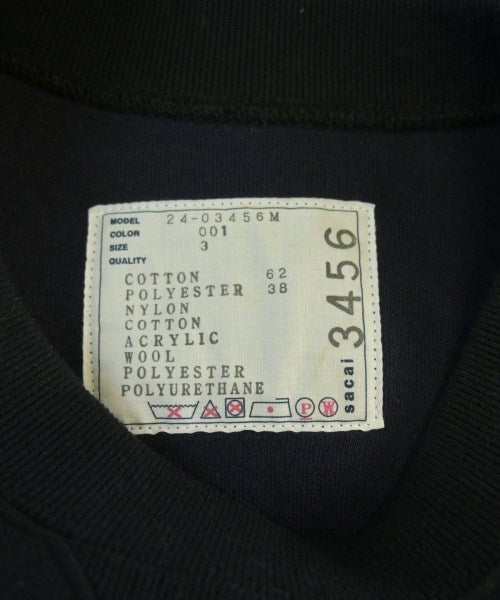 MODEL 24-03456M
COLOR 001
SIZE 3
QUALITY
COTTON 62
POLYESTER 38
NYLON
COTTON
ACRYLIC
WOOL
POLYESTER
POLYURETHANE
P W
sacai 3456